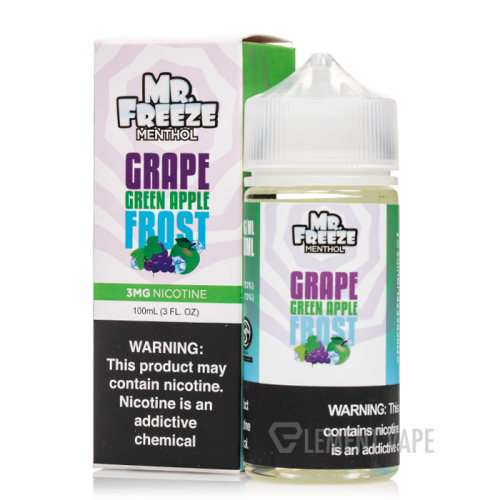 MR.
FREEZE
MENTHOL
GRAPE
GREEN APPLE
FROST
3MG NICOTINE
100mL (3 FL. OZ)
WARNING:
This product may
contain nicotine.
Nicotine is an
addictive
chemical
MR.
FREEZE
MENTHOL
GRAPE
GREEN APPLE
FROST
WARNING: This
contains nicotine
is an addictive
ELEMENT VAPE